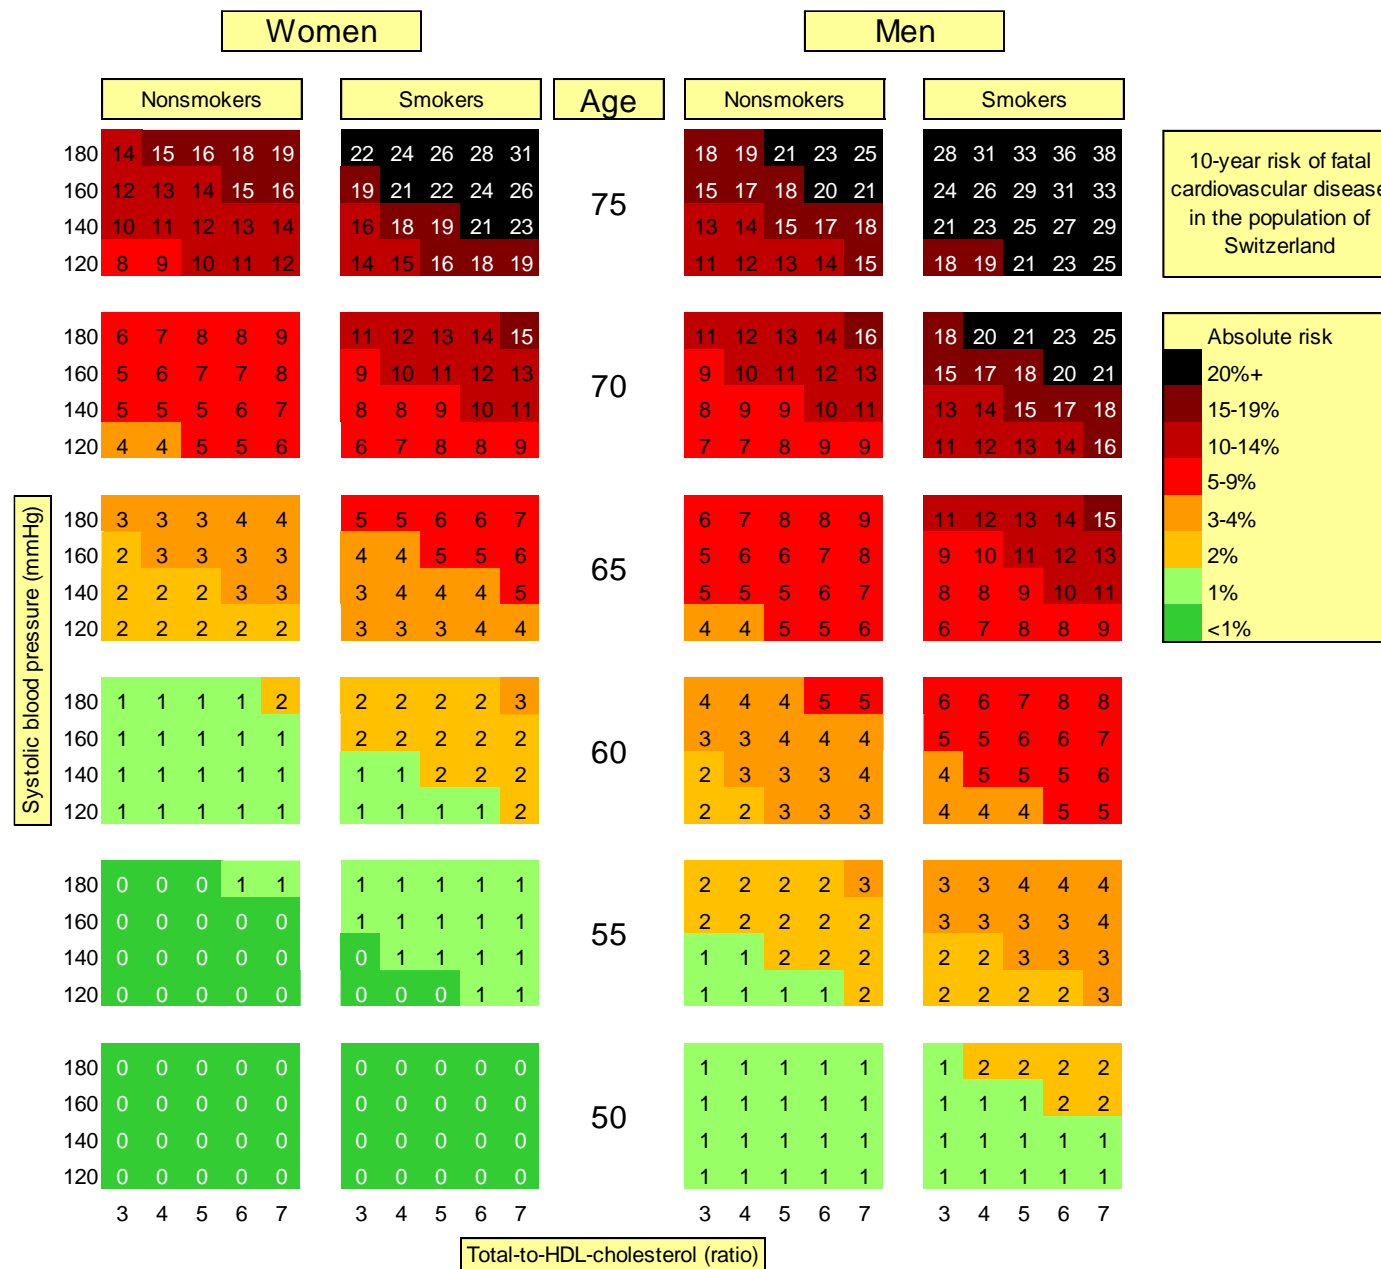 Women Men
Nonsmokers Smokers Age Nonsmokers Smokers
180 14 15 16 18 19 22 24 26 28 31 18 19 21 23 25 28 31 33 36 38
160 12 13 14 15 16 19 21 22 24 26 15 17 18 20 21 24 26 29 31 33
75
140 10 11 12 13 14 16 18 19 21 23 13 14 15 17 18 21 23 25 27 29
120 8 9 10 11 12 14 15 16 18 19 11 12 13 14 15 18 19 21 23 25
10-year risk of fatal
cardiovascular disease
in the population of
Switzerland
180 6 7 8 8 9 11 12 13 14 15 11 12 13 14 16 18 20 21 23 25
160 5 6 7 7 8 9 10 11 12 13 9 10 11 12 13 15 17 18 20 21
70
140 5 5 5 6 7 8 8 9 10 11 8 9 9 10 11 13 14 15 17 18
120 4 4 5 5 6 6 7 8 8 9 7 7 8 9 9 11 12 13 14 16
Absolute risk
20%+
15-19%
10-14%
5-9%
3-4%
2%
1%
<1%
Systolic blood pressure (mmHg)
180 3 3 3 4 4 5 5 6 6 7 6 7 8 8 9 11 12 13 14 15
160 2 3 3 3 3 4 4 5 5 6 5 6 6 7 8 9 10 11 12 13
65
140 2 2 2 3 3 3 4 4 4 5 5 5 5 6 7 8 8 9 10 11
120 2 2 2 2 2 3 3 3 4 4 4 4 5 5 6 6 7 8 8 9
180 1 1 1 1 2 2 2 2 2 3 4 4 4 5 5 6 6 7 8 8
160 1 1 1 1 1 2 2 2 2 2 3 3 4 4 4 5 5 6 6 7
60
140 1 1 1 1 1 1 1 2 2 2 2 3 3 3 4 4 5 5 5 6
120 1 1 1 1 1 1 1 1 1 2 2 2 3 3 3 4 4 4 5 5
180 0 0 0 1 1 1 1 1 1 1 2 2 2 2 3 3 3 4 4 4
160 0 0 0 0 0 1 1 1 1 1 2 2 2 2 2 3 3 3 3 4
55
140 0 0 0 0 0 0 1 1 1 1 1 1 2 2 2 2 2 3 3 3
120 0 0 0 0 0 0 0 0 1 1 1 1 1 1 2 2 2 2 2 3
180 0 0 0 0 0 0 0 0 0 0 1 1 1 1 1 1 2 2 2 2
160 0 0 0 0 0 0 0 0 0 0 1 1 1 1 1 1 1 1 2 2
50
140 0 0 0 0 0 0 0 0 0 0 1 1 1 1 1 1 1 1 1 1
120 0 0 0 0 0 0 0 0 0 0 1 1 1 1 1 1 1 1 1 1
3 4 5 6 7 3 4 5 6 7 3 4 5 6 7 3 4 5 6 7
Total-to-HDL-cholesterol (ratio)